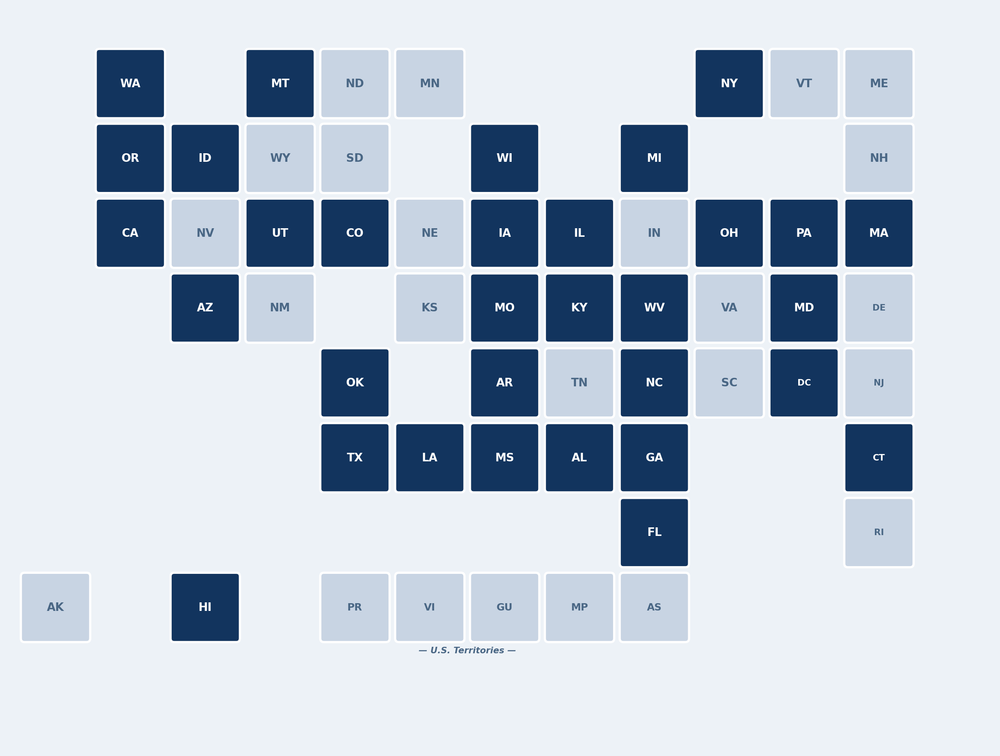 WA MT ND MN NY VT ME
OR ID WY SD WI MI NH
CA NV UT CO NE IA IL IN OH PA MA
AZ NM KS MO KY WV VA MD DE
OK AR TN NC SC DC NJ
TX LA MS AL GA CT
FL RI
AK HI PR VI GU MP AS
— U.S. Territories —